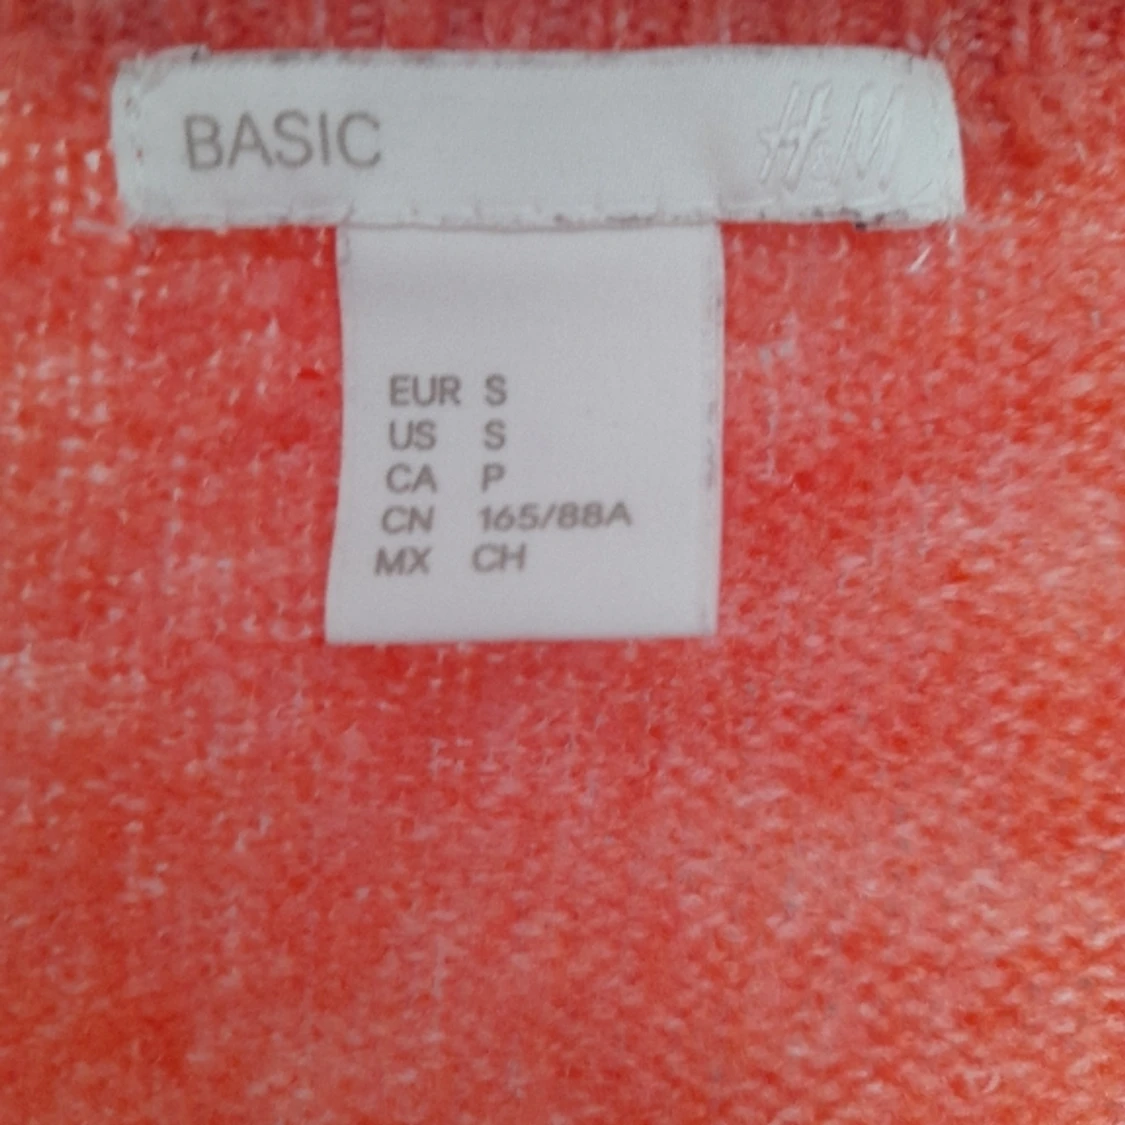 BASIC H&M
EUR S
US S
CA P
CN 165/88A
MX CH